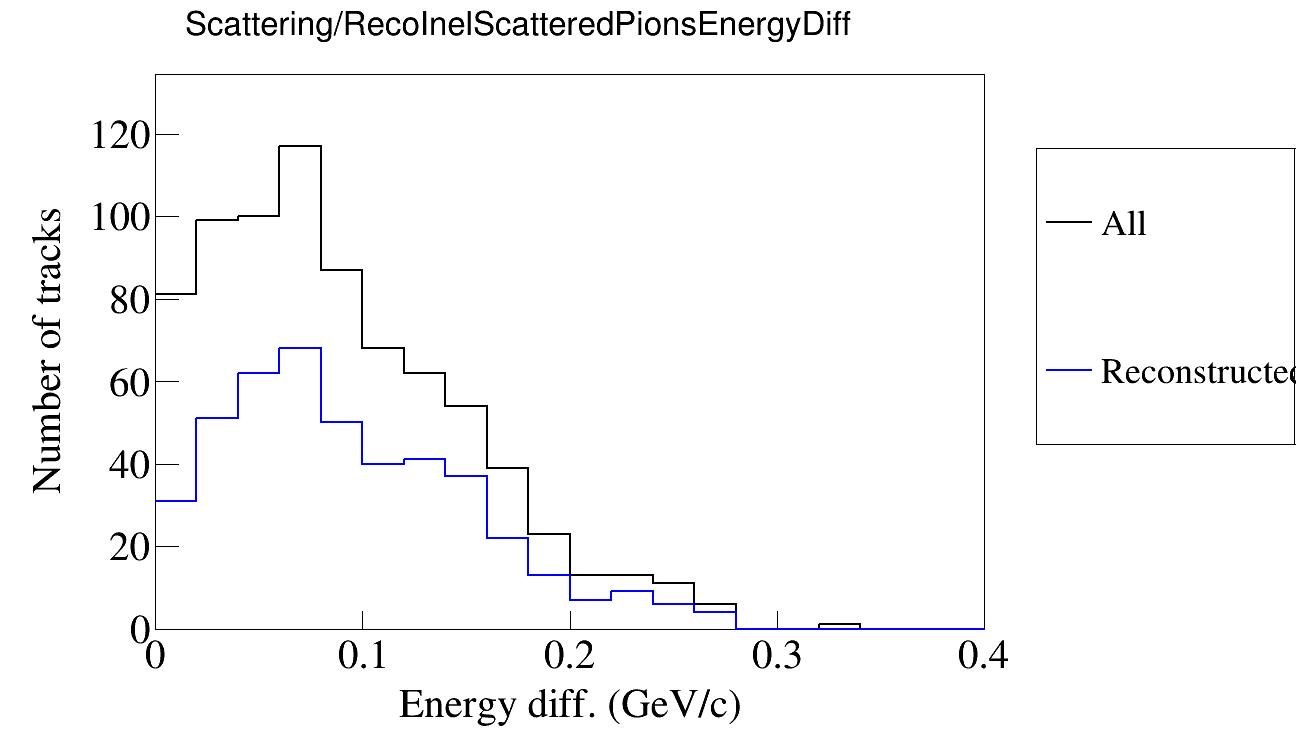 Scattering/RecoInelScatteredPionsEnergyDiff
120
100
80
60
40
20
0
Number of tracks
0
0.1
0.2
0.3
0.4
Energy diff. (GeV/c)
All
Reconstructed